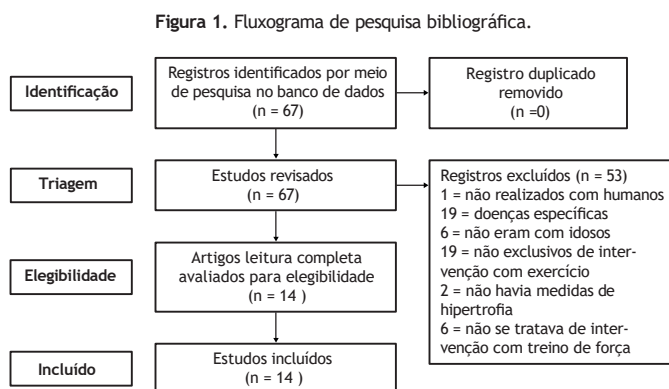 Figura 1. Fluxograma de pesquisa bibliográfica.
Identificação
Registros identificados por meio
de pesquisa no banco de dados
(n = 67)
Registro duplicado
removido
(n =0)
Triagem
Estudos revisados
(n = 67)
Registros excluídos (n = 53)
1 = não realizados com humanos
19 = doenças específicas
6 = não eram com idosos
19 = não exclusivos de inter-
venção com exercício
2 = não havia medidas de
hipertrofia
6 = não se tratava de inter-
venção com treino de força
Elegibilidade
Artigos leitura completa
avaliados para elegibilidade
(n = 14 )
Incluído
Estudos incluídos
(n = 14 )